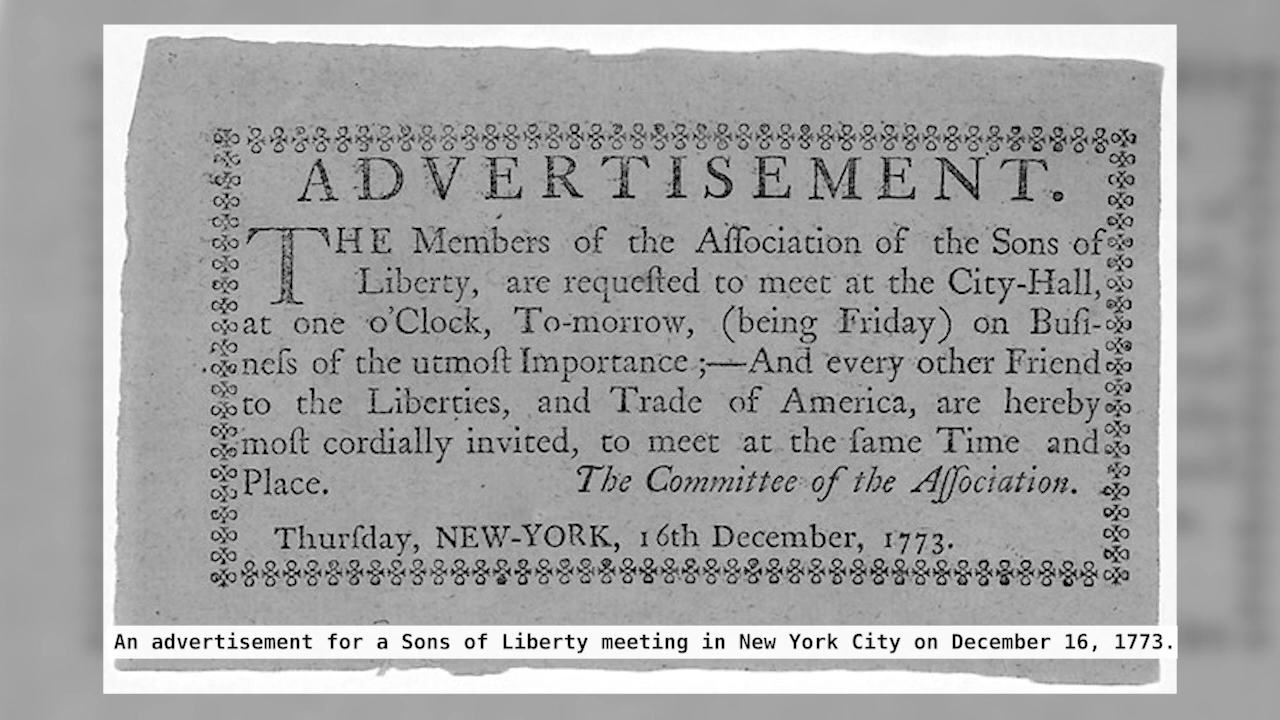 ADVERTISEMENT.
THE Members of the Aſſociation of the Sons of
Liberty, are requeſted to meet at the City-Hall,
at one o'Clock, To-morrow, (being Friday) on Buſi-
neſs of the utmoſt Importance ;—And every other Friend
to the Liberties, and Trade of America, are hereby
moſt cordially invited, to meet at the ſame Time and
Place. The Committee of the Aſſociation.
Thurſday, NEW-YORK, 16th December, 1773.
An advertisement for a Sons of Liberty meeting in New York City on December 16, 1773.